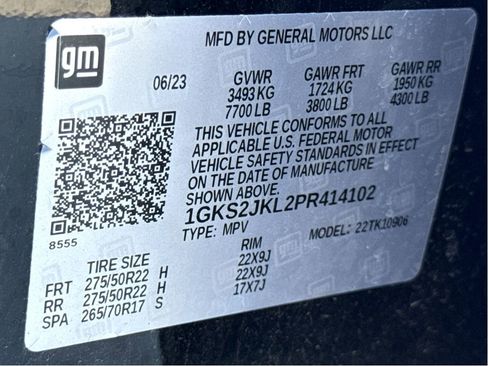 gm
MFD BY GENERAL MOTORS LLC
06/23 GVWR GAWR FRT GAWR RR
3493 KG 1724 KG 1950 KG
7700 LB 3800 LB 4300 LB
THIS VEHICLE CONFORMS TO ALL
APPLICABLE U.S. FEDERAL MOTOR
VEHICLE SAFETY STANDARDS IN EFFECT
ON THE DATE OF MANUFACTURE
SHOWN ABOVE.
1GKS2JKL2PR414102
TYPE: MPV MODEL: 22TK10906
8555
TIRE SIZE RIM
FRT 275/50R22 H 22X9J
RR 275/50R22 H 22X9J
SPA 265/70R17 S 17X7J